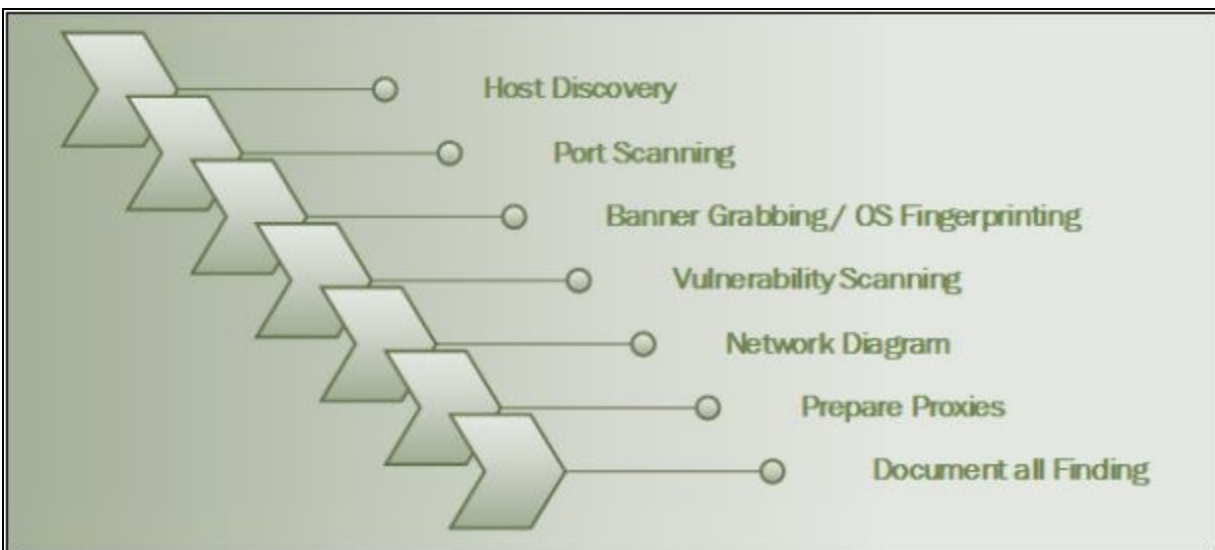 Host Discovery
Port Scanning
Banner Grabbing/ OS Fingerprinting
Vulnerability Scanning
Network Diagram
Prepare Proxies
Document all Finding